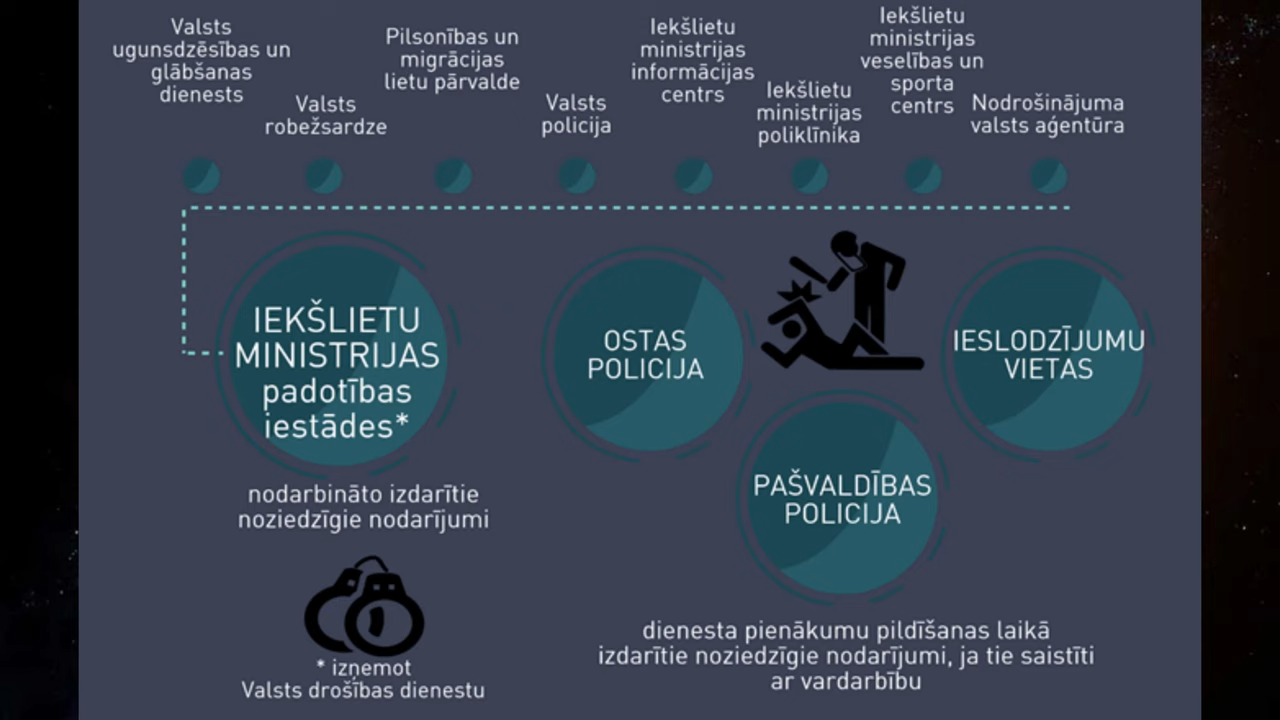 Valsts
ugunsdzēsības un
glābšanas
dienests
Valsts
robežsardze
Pilsonības un
migrācijas
lietu pārvalde
Valsts
policija
Iekšlietu
ministrijas
informācijas
centrs
Iekšlietu
ministrijas
poliklīnika
Iekšlietu
ministrijas
veselības un
sporta
centrs
Nodrošinājuma
valsts aģentūra
IEKŠLIETU
MINISTRIJAS
padotības
iestādes*
nodarbināto izdarītie
noziedzīgie nodarījumi
* izņemot
Valsts drošības dienestu
OSTAS
POLICIJA
IESLODZĪJUMU
VIETAS
PAŠVALDĪBAS
POLICIJA
dienesta pienākumu pildīšanas laikā
izdarītie noziedzīgie nodarījumi, ja tie saistīti
ar vardarbību